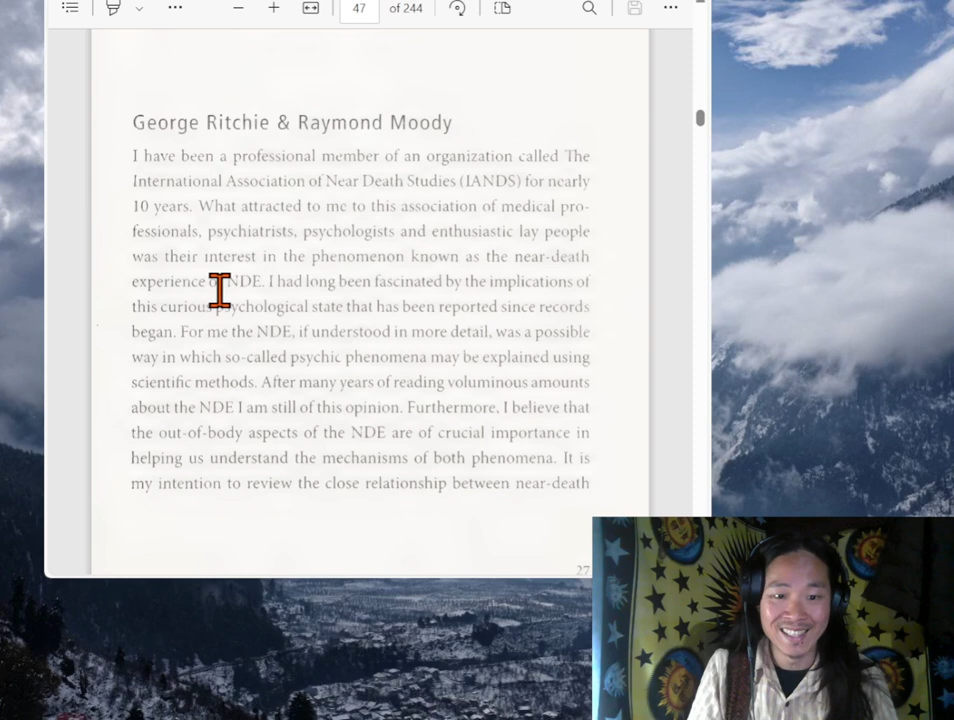 47 of 244
George Ritchie & Raymond Moody
I have been a professional member of an organization called The
International Association of Near Death Studies (IANDS) for nearly
10 years. What attracted to me to this association of medical pro-
fessionals, psychiatrists, psychologists and enthusiastic lay people
was their interest in the phenomenon known as the near-death
experience NDE. I had long been fascinated by the implications of
this curious psychological state that has been reported since records
began. For me the NDE, if understood in more detail, was a possible
way in which so-called psychic phenomena may be explained using
scientific methods. After many years of reading voluminous amounts
about the NDE I am still of this opinion. Furthermore, I believe that
the out-of-body aspects of the NDE are of crucial importance in
helping us understand the mechanisms of both phenomena. It is
my intention to review the close relationship between near-death
27